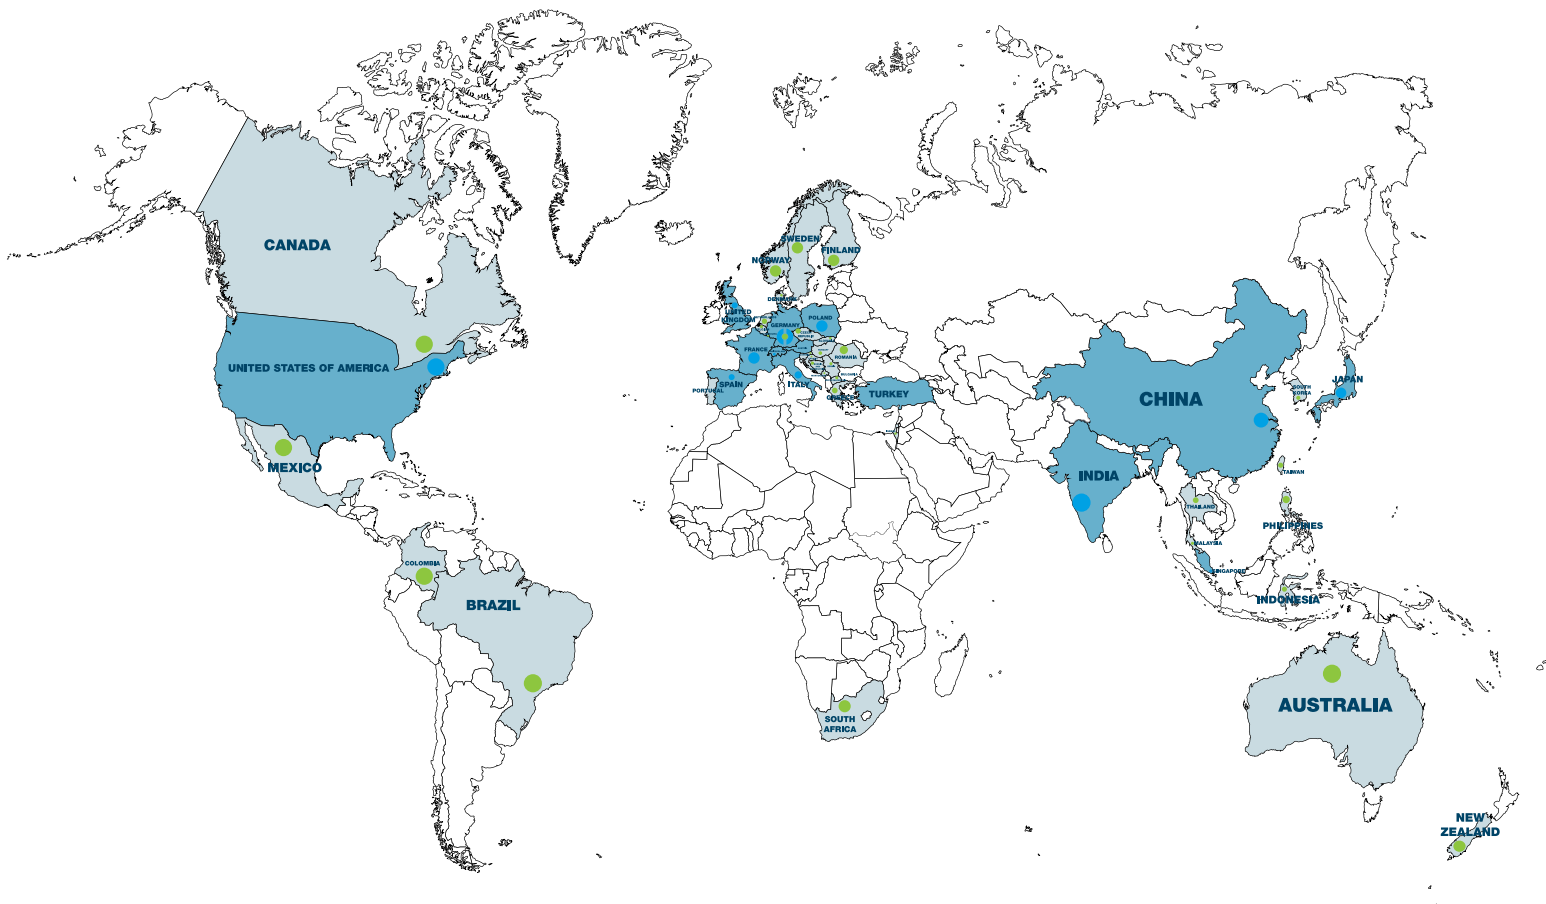 CANADA
SWEDEN
FINLAND
NORWAY
UNITED
KINGDOM
POLAND
GERMANY
FRANCE
ROMANIA
UNITED STATES OF AMERICA
SPAIN
ITALY
PORTUGAL
TURKEY
CHINA
JAPAN
SOUTH
KOREA
MEXICO
INDIA
TAIWAN
THAILAND
PHILIPPINES
MALAYSIA
SINGAPORE
COLOMBIA
BRAZIL
INDONESIA
AUSTRALIA
SOUTH
AFRICA
NEW
ZEALAND